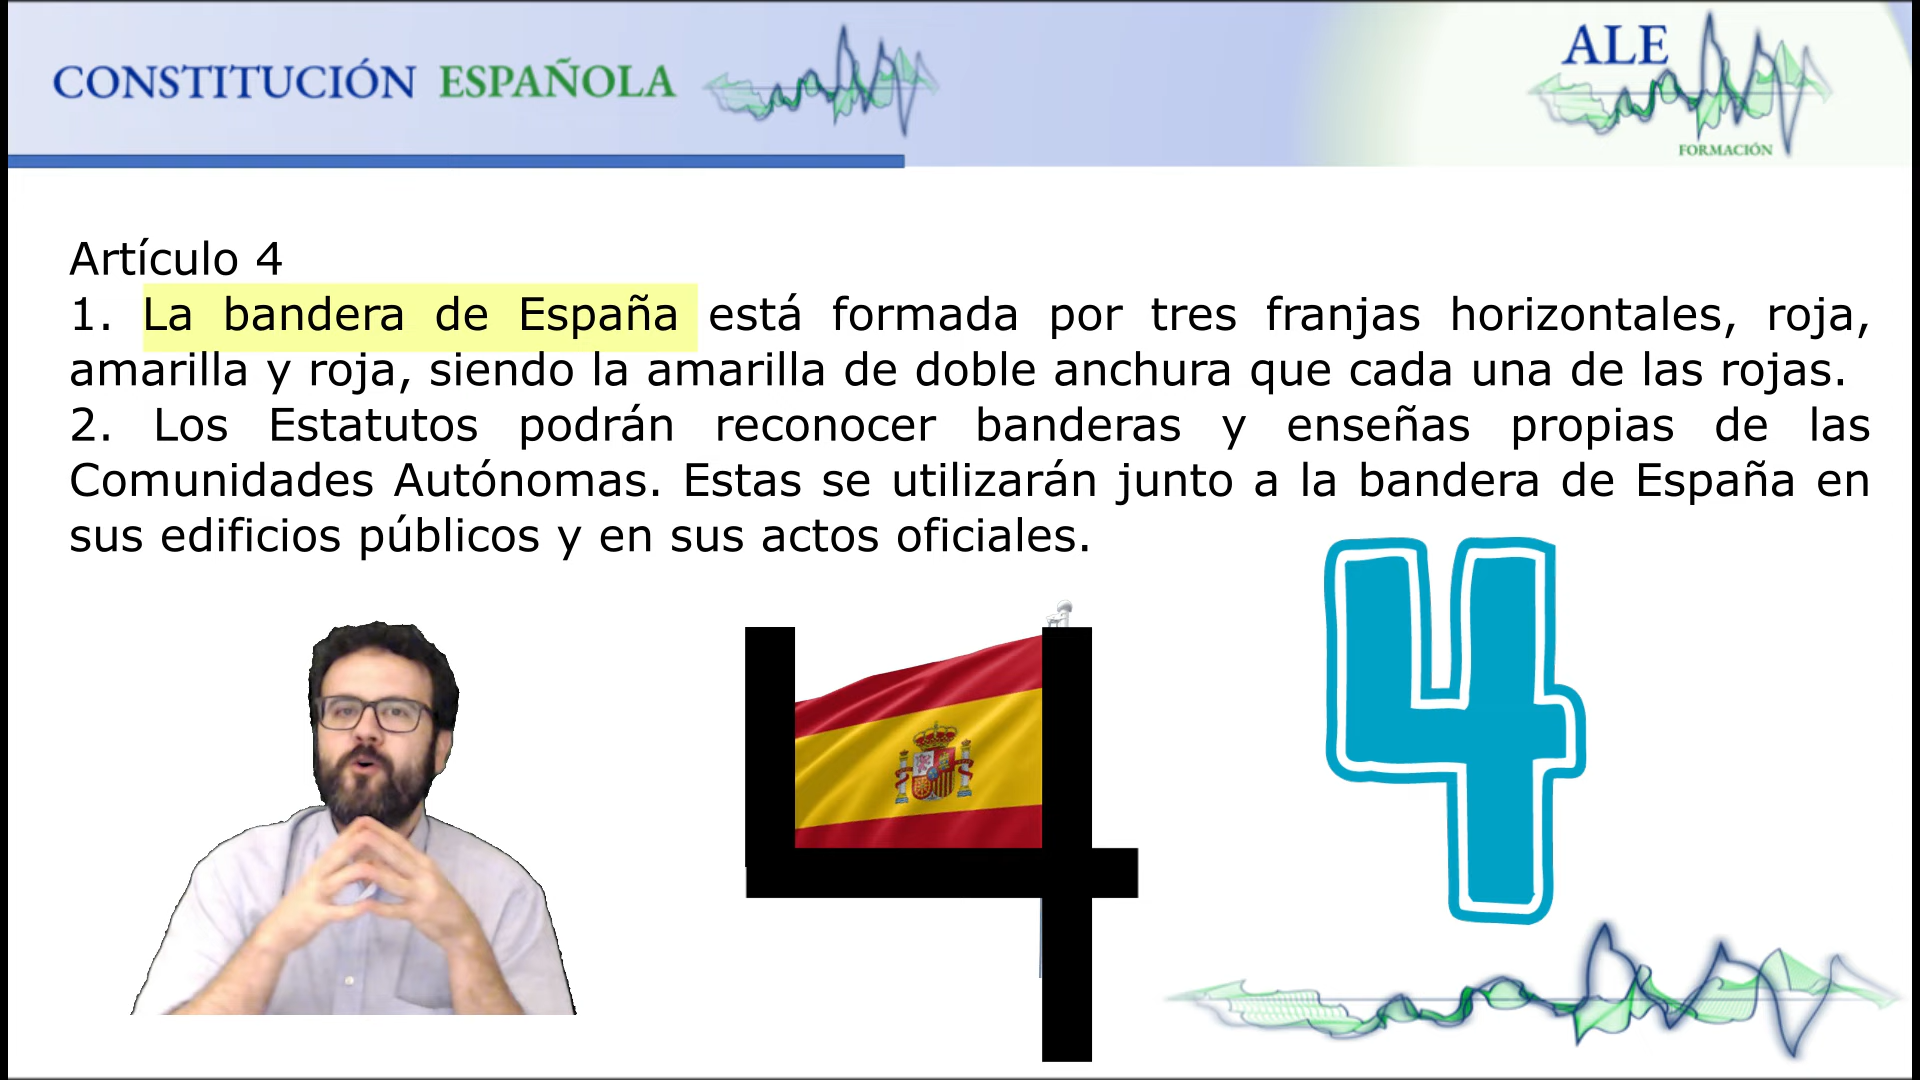 CONSTITUCIÓN ESPAÑOLA
ALE
FORMACIÓN
Artículo 4
1. La bandera de España está formada por tres franjas horizontales, roja,
amarilla y roja, siendo la amarilla de doble anchura que cada una de las rojas.
2. Los Estatutos podrán reconocer banderas y enseñas propias de las
Comunidades Autónomas. Estas se utilizarán junto a la bandera de España en
sus edificios públicos y en sus actos oficiales.
4
4